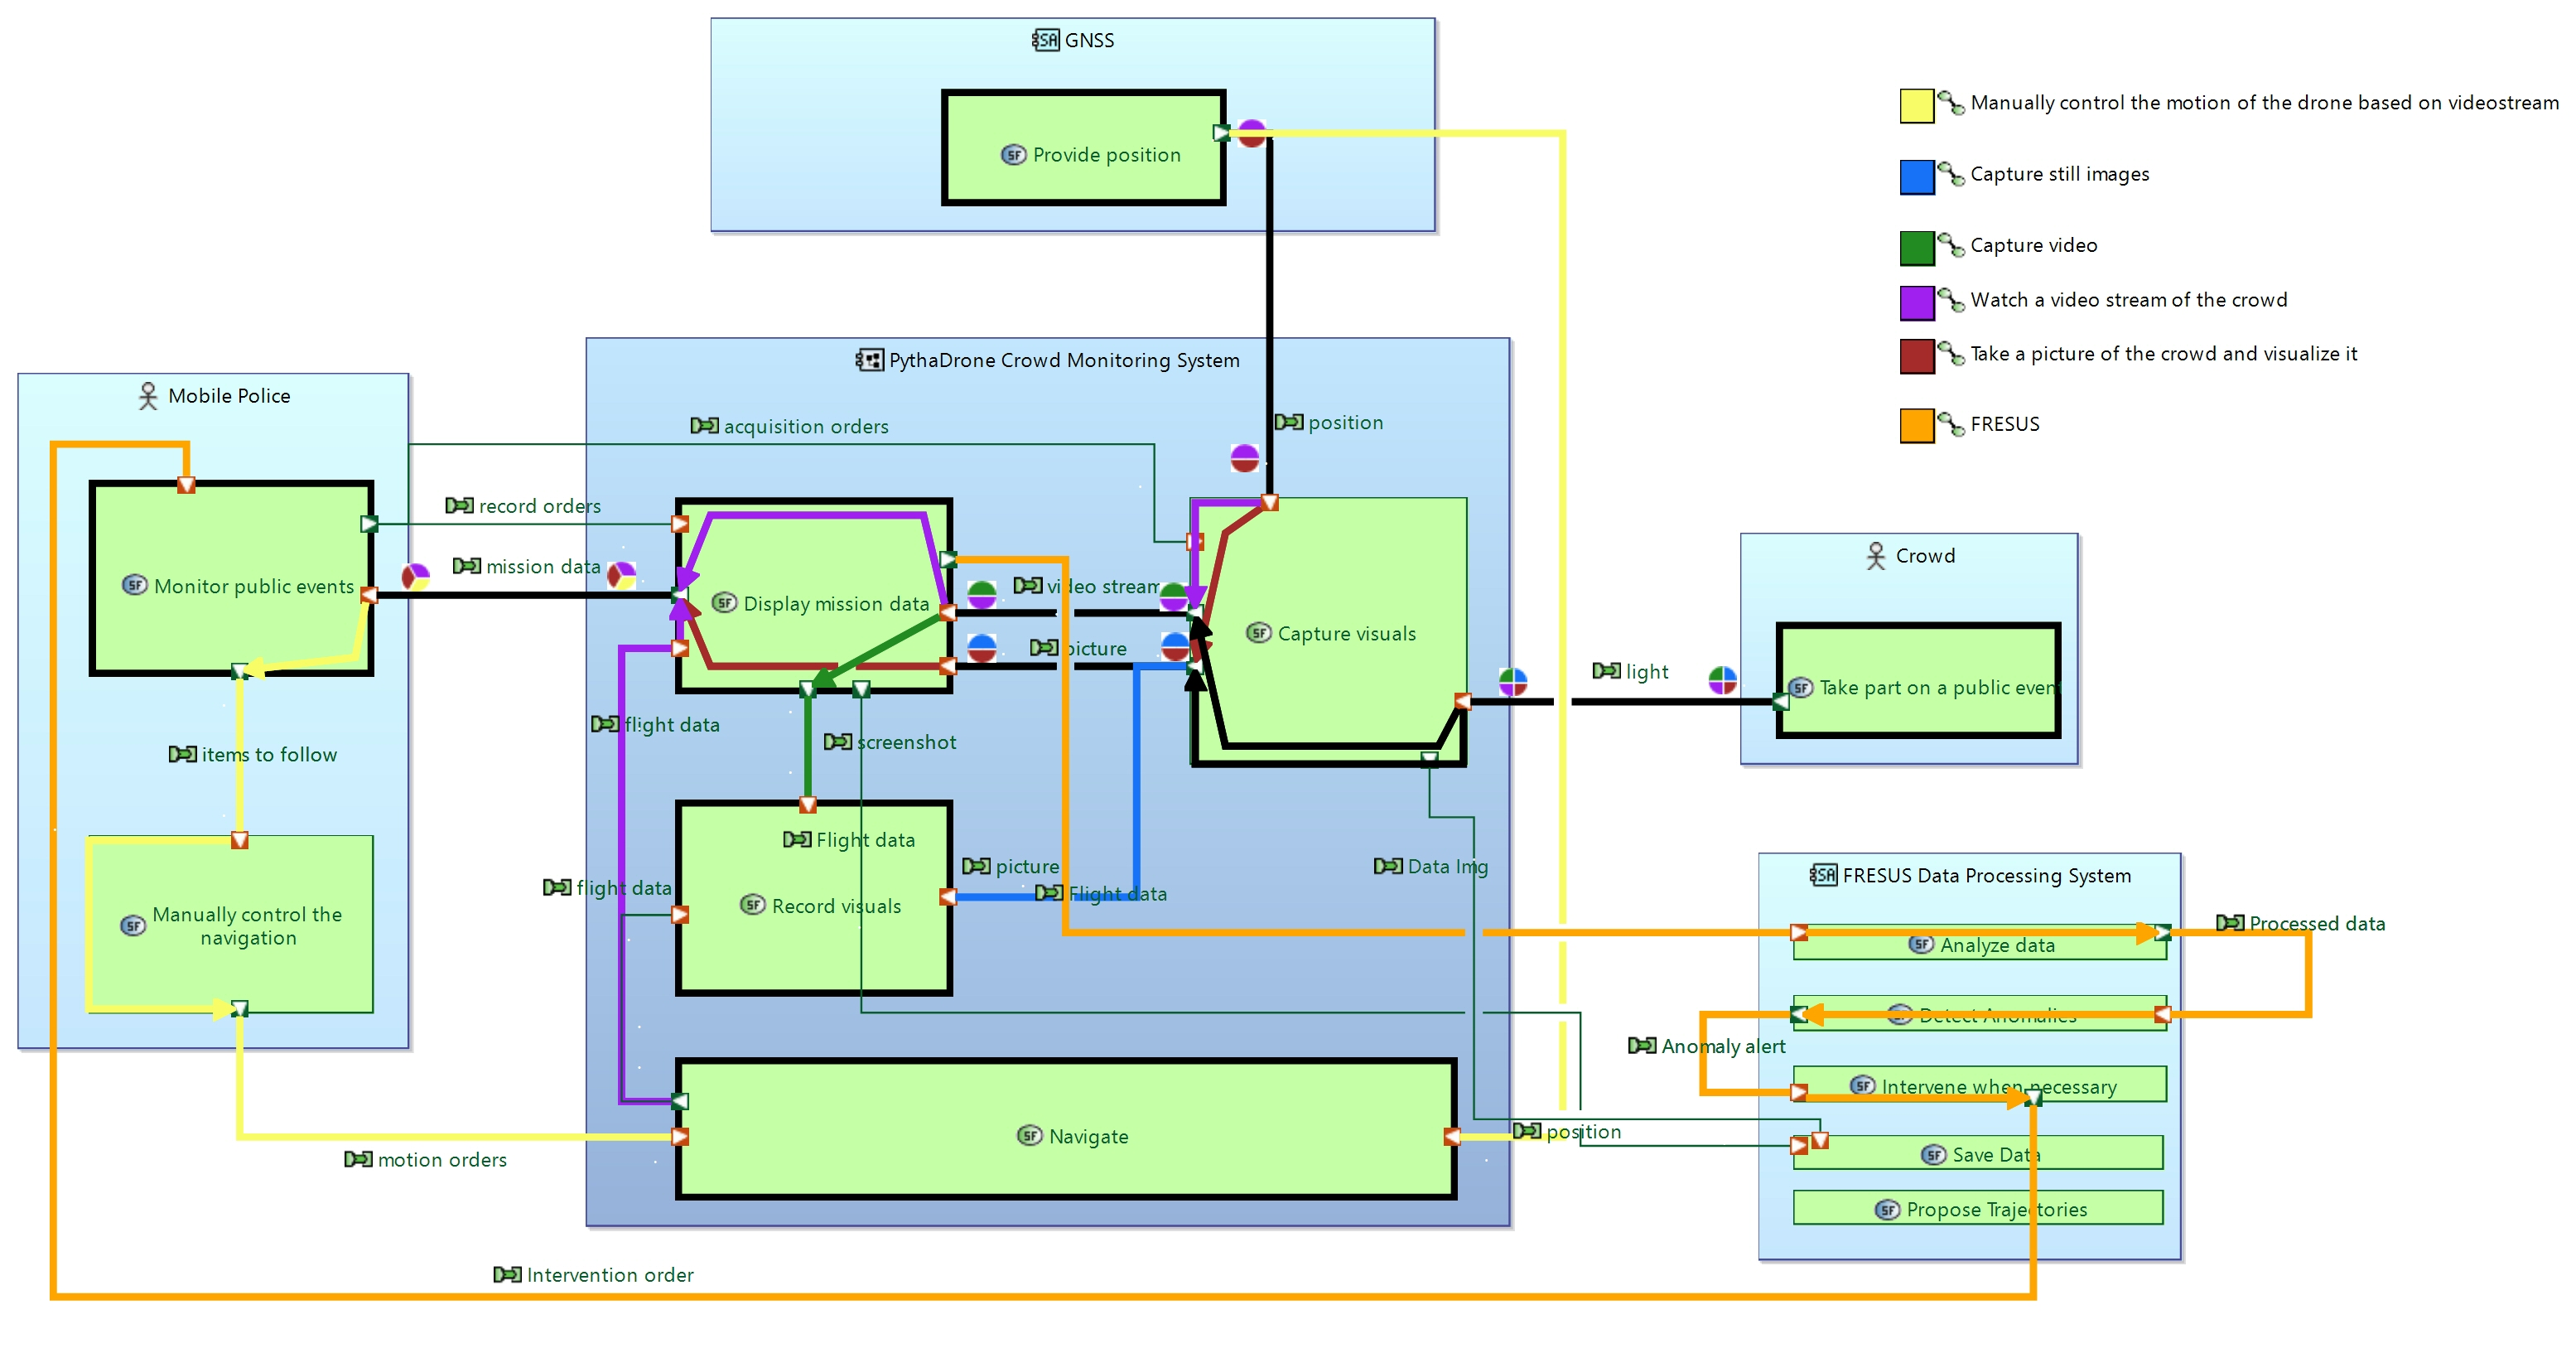 GNSS
Provide position
Manually control the motion of the drone based on videostream
Capture still images
Capture video
Watch a video stream of the crowd
Take a picture of the crowd and visualize it
FRESUS
PythaDrone Crowd Monitoring System
Mobile Police
acquisition orders
position
record orders
mission data
Monitor public events
Display mission data
video stream
picture
Capture visuals
Crowd
light
Take part on a public even
flight data
screenshot
items to follow
Flight data
picture
Flight data
Data Img
flight data
Record visuals
Manually control the
navigation
FRESUS Data Processing System
Processed data
Analyze data
Detect Anomalies
Anomaly alert
Intervene when necessary
Navigate
position
Save Data
motion orders
Propose Trajectories
Intervention order